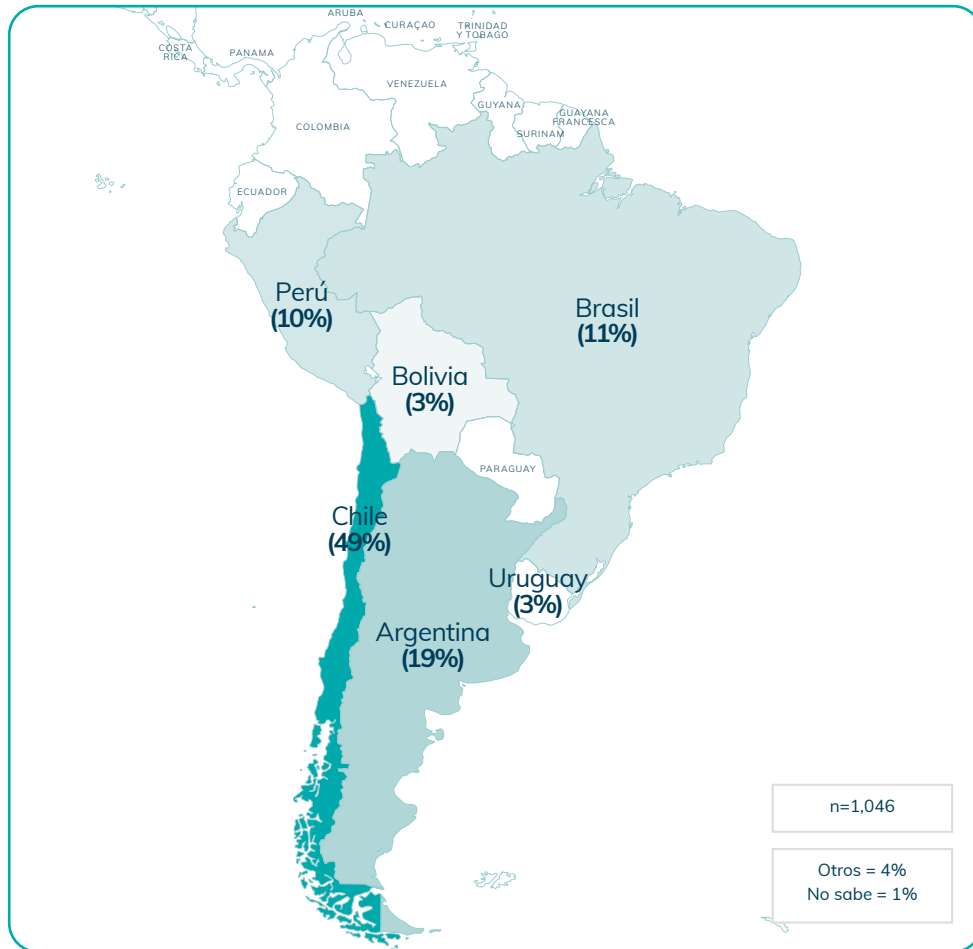 ARUBA
CURAÇAO
TRINIDAD
Y TOBAGO
COSTA
RICA
PANAMA
VENEZUELA
GUYANA
GUAYANA
FRANCESCA
SURINAM
COLOMBIA
ECUADOR
Perú
(10%)
Brasil
(11%)
Bolivia
(3%)
PARAGUAY
Chile
(49%)
Uruguay
(3%)
Argentina
(19%)
n=1,046
Otros = 4%
No sabe = 1%